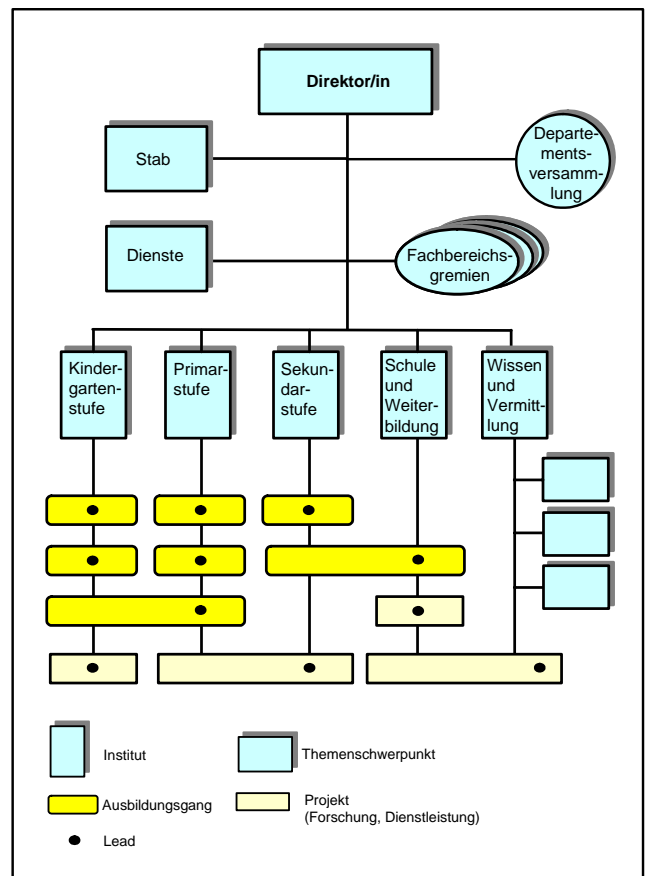 Direktor/in
Stab
Departe-
ments-
versamm-
lung
Dienste
Fachbereichs-
gremien
Kinder-
garten-
stufe
Primar-
stufe
Sekun-
dar-
stufe
Schule
und
Weiter-
bildung
Wissen
und
Vermitt-
lung
Institut
Themenschwerpunkt
Ausbildungsgang
Projekt
(Forschung, Dienstleistung)
Lead